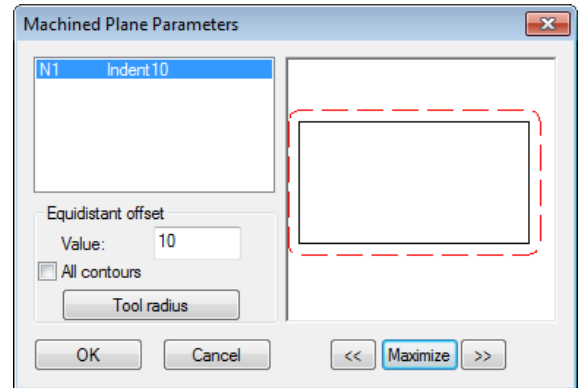 Machined Plane Parameters
N1 Indent10
Equidistant offset
Value: 10
All contours
Tool radius
OK Cancel << Maximize >>